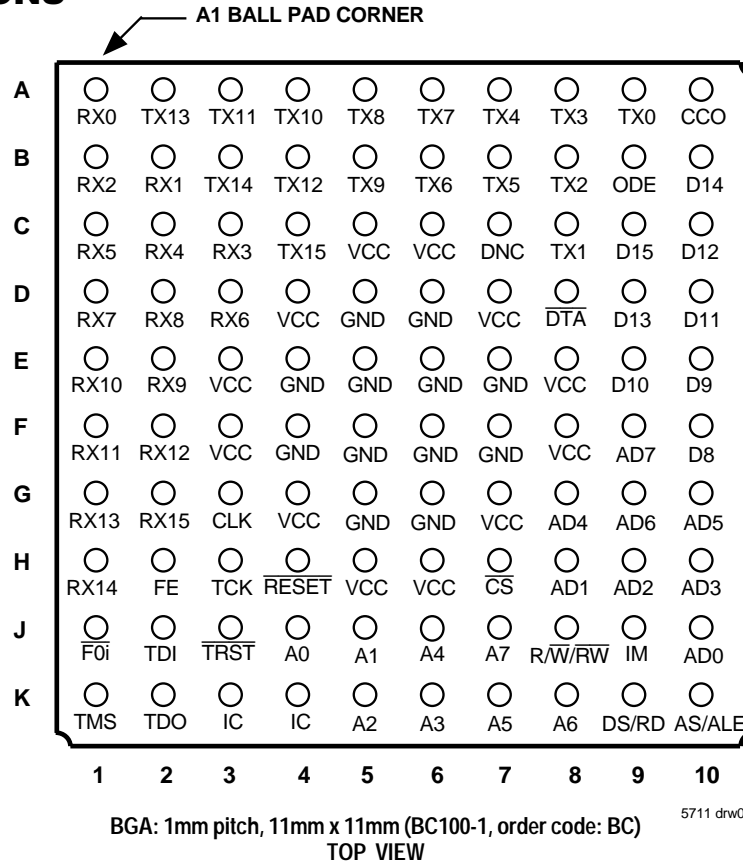 A1 BALL PAD CORNER
A
RX0 TX13 TX11 TX10 TX8 TX7 TX4 TX3 TX0 CCO
B
RX2 RX1 TX14 TX12 TX9 TX6 TX5 TX2 ODE D14
C
RX5 RX4 RX3 TX15 VCC VCC DNC TX1 D15 D12
D
RX7 RX8 RX6 VCC GND GND VCC D̅T̅A̅ D13 D11
E
RX10 RX9 VCC GND GND GND GND VCC D10 D9
F
RX11 RX12 VCC GND GND GND GND VCC AD7 D8
G
RX13 RX15 CLK VCC GND GND VCC AD4 AD6 AD5
H
RX14 FE TCK R̅E̅S̅E̅T̅ VCC VCC C̅S̅ AD1 AD2 AD3
J
F̅0̅i̅ TDI T̅R̅S̅T̅ A0 A1 A4 A7 R/W̅/R̅W̅ IM AD0
K
TMS TDO IC IC A2 A3 A5 A6 DS/RD AS/ALE
1 2 3 4 5 6 7 8 9 10
5711 drw0
BGA: 1mm pitch, 11mm x 11mm (BC100-1, order code: BC)
TOP VIEW